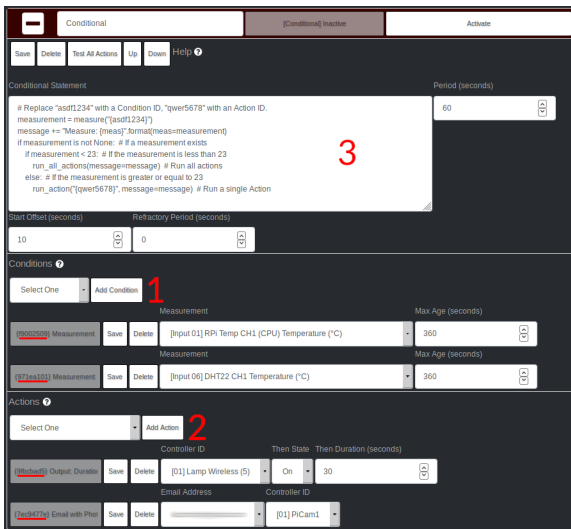 Conditional [Conditional] Inactive Activate
Save Delete Test All Actions Up Down Help ?
Conditional Statement Period (seconds)
# Replace "asdf1234" with a Condition ID, "qwer5678" with an Action ID.
measurement = measure("{asdf1234}")
message += "Measure: {meas}".format(meas=measurement)
if measurement is not None:  # If a measurement exists
if measurement < 23:  # If the measurement is less than 23
run_all_actions(message=message)  # Run all actions
else:  # If the measurement is greater or equal to 23
run_action("{qwer5678}", message=message)  # Run a single Action
60
3
Start Offset (seconds) Refractory Period (seconds)
10 0
Conditions ?
Select One Add Condition 1
Measurement Max Age (seconds)
{f9002509} Measurement Save Delete [Input 01] RPi Temp CH1 (CPU) Temperature (°C) 360
Measurement Max Age (seconds)
{971ea101} Measurement Save Delete [Input 06] DHT22 CH1 Temperature (°C) 360
Actions ?
Select One Add Action 2
Controller ID Then State Then Duration (seconds)
Output: Duration Save Delete [01] Lamp Wireless (5) On 30
Email Address Controller ID
{7ec9477e} Email with Phot Save Delete [01] PiCam1